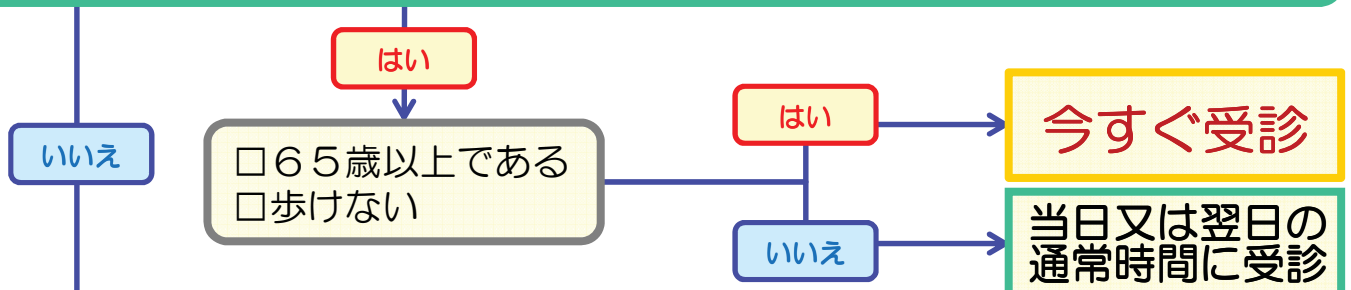 はい
はい
今すぐ受診
いいえ
□６５歳以上である
□歩けない
いいえ
当日又は翌日の
通常時間に受診